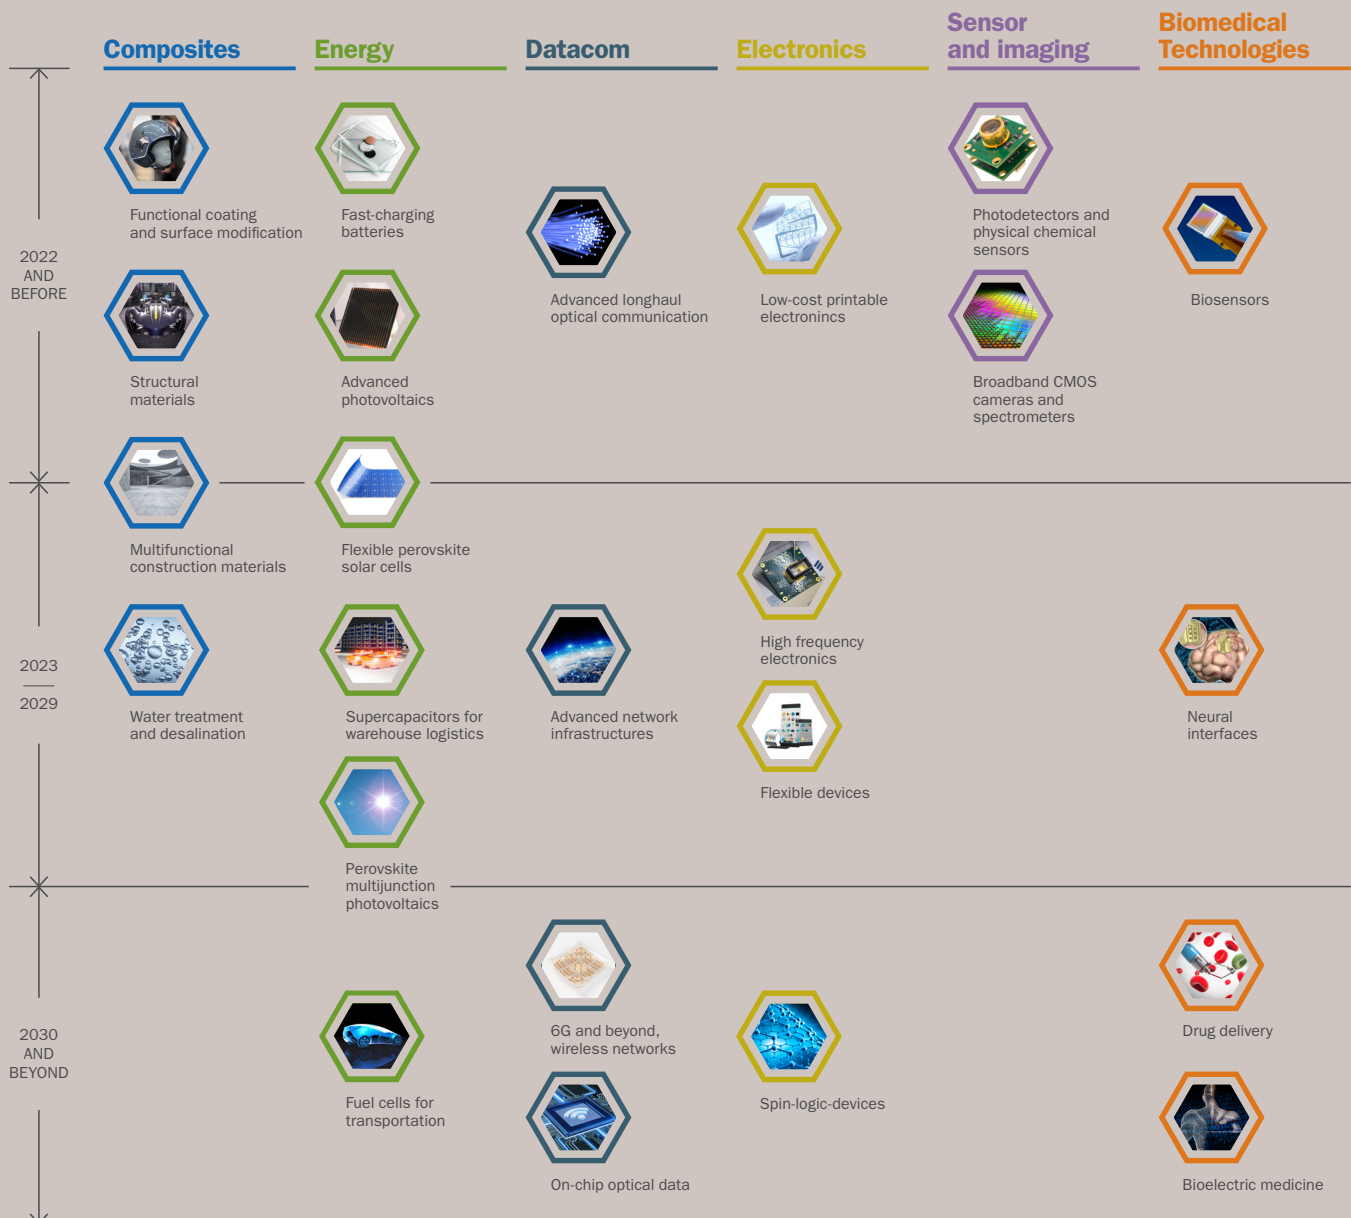 Composites
Energy
Datacom
Electronics
Sensor
and imaging
Biomedical
Technologies
2022
AND
BEFORE
Functional coating
and surface modification
Fast-charging
batteries
Advanced longhaul
optical communication
Low-cost printable
electronincs
Photodetectors and
physical chemical
sensors
Biosensors
Structural
materials
Advanced
photovoltaics
Broadband CMOS
cameras and
spectrometers
Multifunctional
construction materials
Flexible perovskite
solar cells
2023
2029
High frequency
electronics
Water treatment
and desalination
Supercapacitors for
warehouse logistics
Advanced network
infrastructures
Neural
interfaces
Flexible devices
Perovskite
multijunction
photovoltaics
2030
AND
BEYOND
6G and beyond,
wireless networks
Drug delivery
Fuel cells for
transportation
Spin-logic-devices
On-chip optical data
Bioelectric medicine